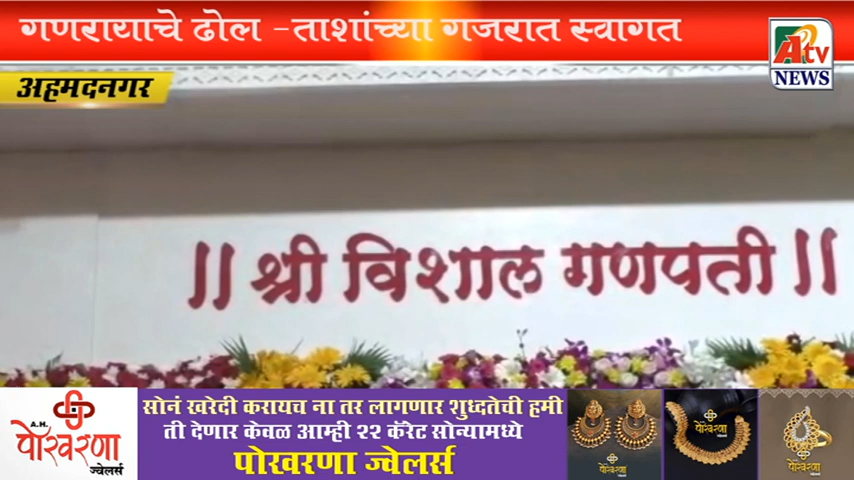 गणरायाचे ढोल -ताशांच्या गजरात स्वागत
Atv
NEWS
अहमदनगर
|| श्री विशाल गणपती ||
A.H.
पोखरणा
ज्वेलर्स
सोनं खरेदी करायच ना तर लागणार शुध्दतेची हमी
ती देणार केवळ आम्ही २२ कॅरेट सोन्यामध्ये
पोखरणा ज्वेलर्स